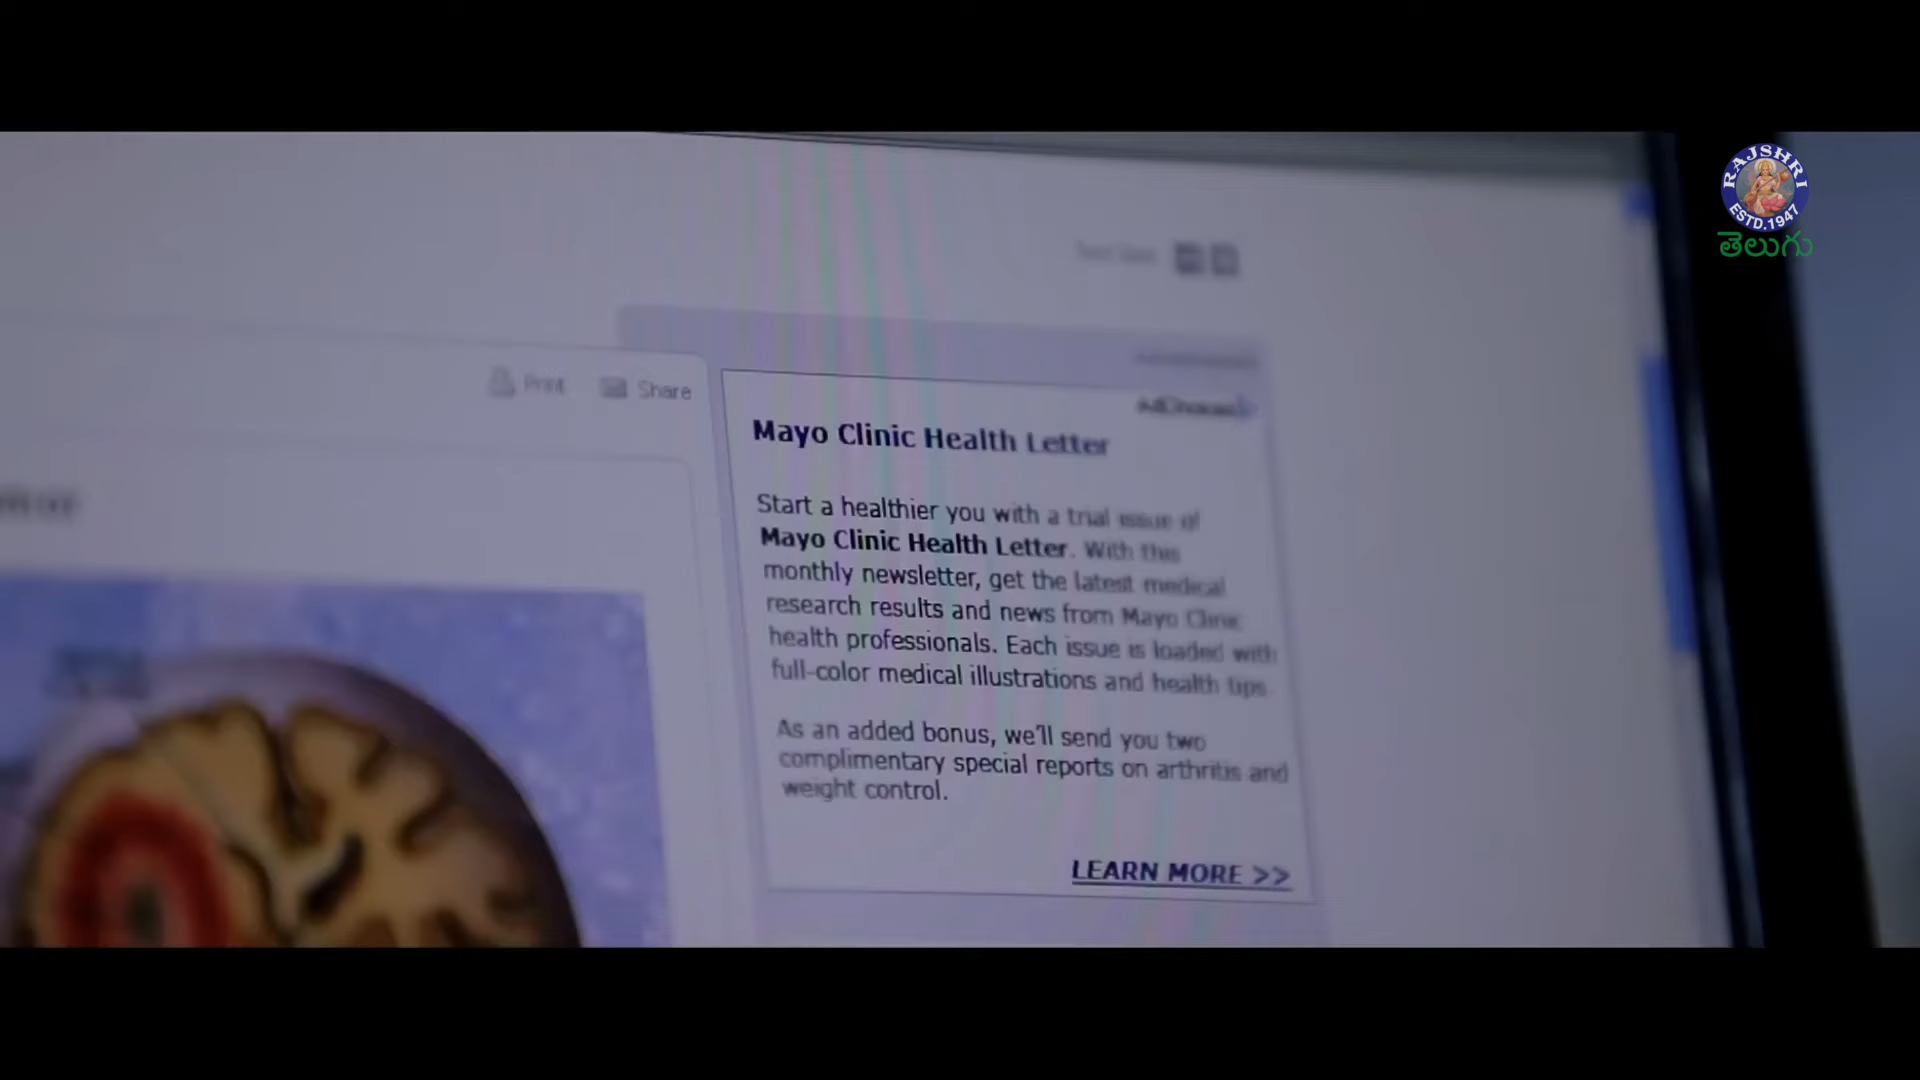 RAJSHRI
ESTD.1947
తెలుగు
Print Share
Mayo Clinic Health Letter
Start a healthier you with a trial issue of
Mayo Clinic Health Letter. With this
monthly newsletter, get the latest medical
research results and news from Mayo Clinic
health professionals. Each issue is loaded with
full-color medical illustrations and health tips
As an added bonus, we'll send you two
complimentary special reports on arthritis and
weight control.
LEARN MORE >>